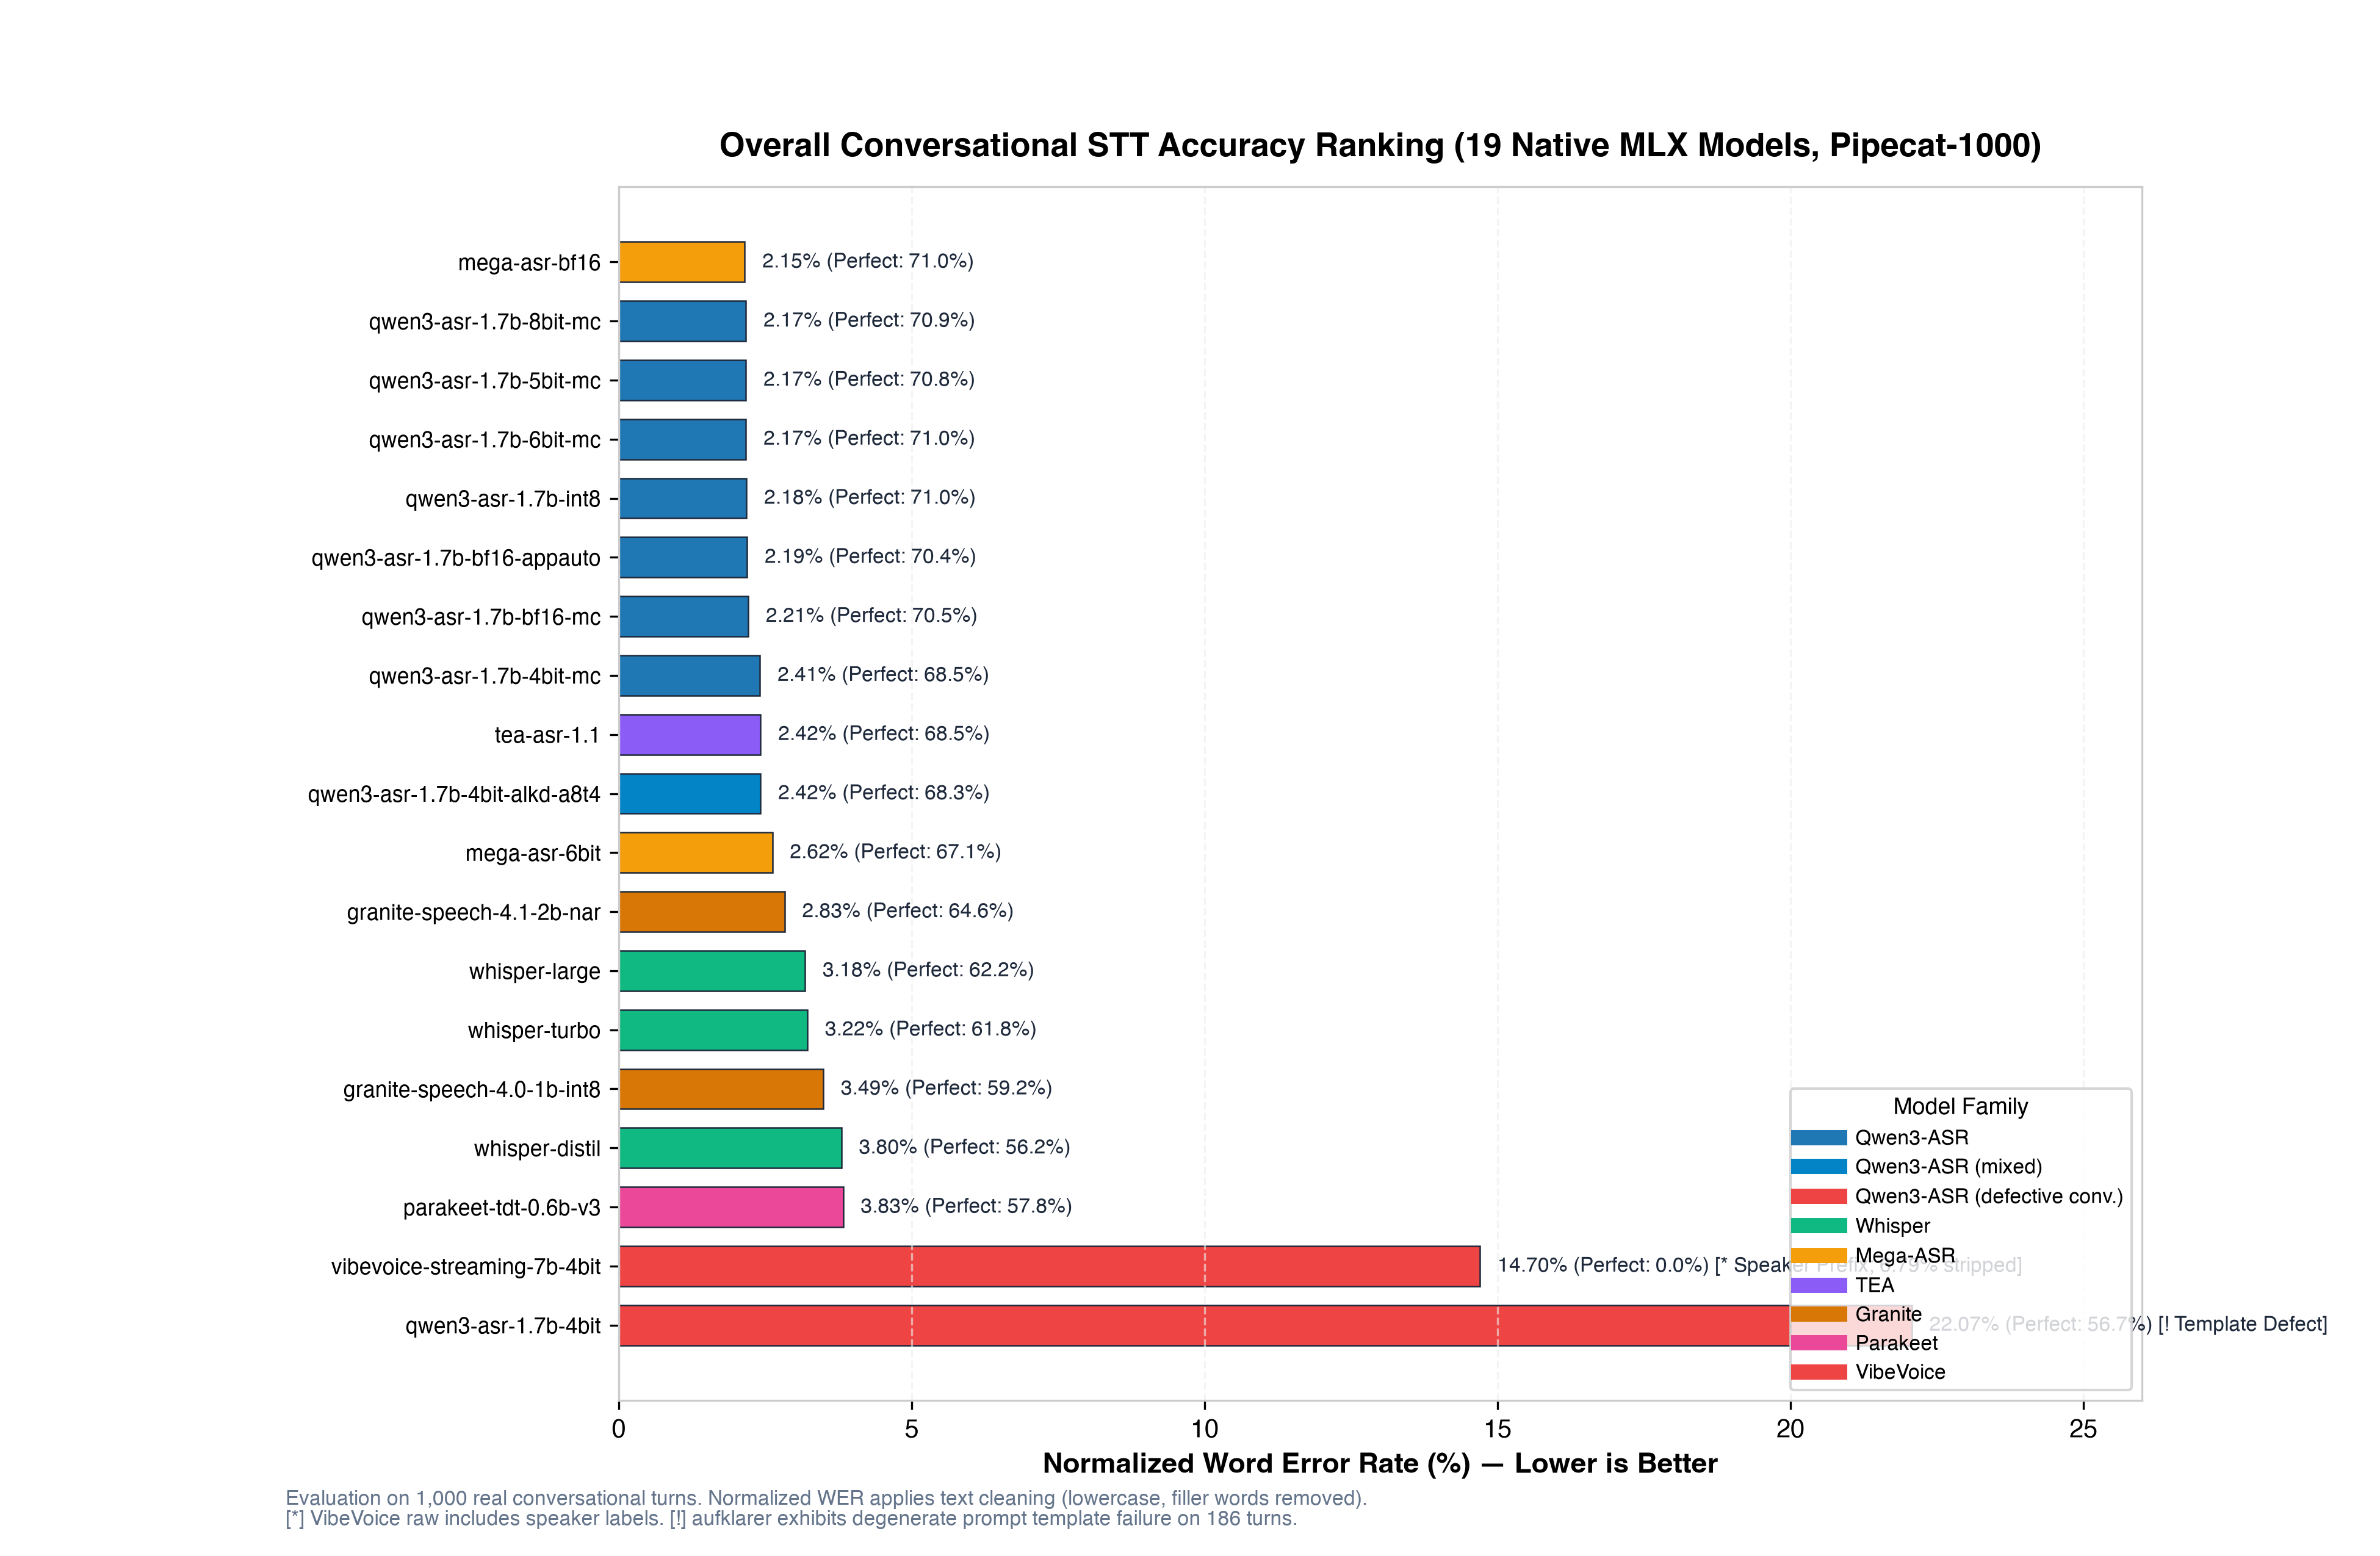 Overall Conversational STT Accuracy Ranking (19 Native MLX Models, Pipecat-1000)
mega-asr-bf16 2.15% (Perfect: 71.0%)
qwen3-asr-1.7b-8bit-mc 2.17% (Perfect: 70.9%)
qwen3-asr-1.7b-5bit-mc 2.17% (Perfect: 70.8%)
qwen3-asr-1.7b-6bit-mc 2.17% (Perfect: 71.0%)
qwen3-asr-1.7b-int8 2.18% (Perfect: 71.0%)
qwen3-asr-1.7b-bf16-appauto 2.19% (Perfect: 70.4%)
qwen3-asr-1.7b-bf16-mc 2.21% (Perfect: 70.5%)
qwen3-asr-1.7b-4bit-mc 2.41% (Perfect: 68.5%)
tea-asr-1.1 2.42% (Perfect: 68.5%)
qwen3-asr-1.7b-4bit-alkd-a8t4 2.42% (Perfect: 68.3%)
mega-asr-6bit 2.62% (Perfect: 67.1%)
granite-speech-4.1-2b-nar 2.83% (Perfect: 64.6%)
whisper-large 3.18% (Perfect: 62.2%)
whisper-turbo 3.22% (Perfect: 61.8%)
granite-speech-4.0-1b-int8 3.49% (Perfect: 59.2%)
whisper-distil 3.80% (Perfect: 56.2%)
parakeet-tdt-0.6b-v3 3.83% (Perfect: 57.8%)
vibevoice-streaming-7b-4bit 14.70% (Perfect: 0.0%) [* Speaker Prefix, stripped]
qwen3-asr-1.7b-4bit 22.07% (Perfect: 56.7%) [! Template Defect]
Model Family
Qwen3-ASR
Qwen3-ASR (mixed)
Qwen3-ASR (defective conv.)
Whisper
Mega-ASR
TEA
Granite
Parakeet
VibeVoice
0 5 10 15 20 25
Normalized Word Error Rate (%) — Lower is Better
Evaluation on 1,000 real conversational turns. Normalized WER applies text cleaning (lowercase, filler words removed).
[*] VibeVoice raw includes speaker labels. [!] aufklarer exhibits degenerate prompt template failure on 186 turns.